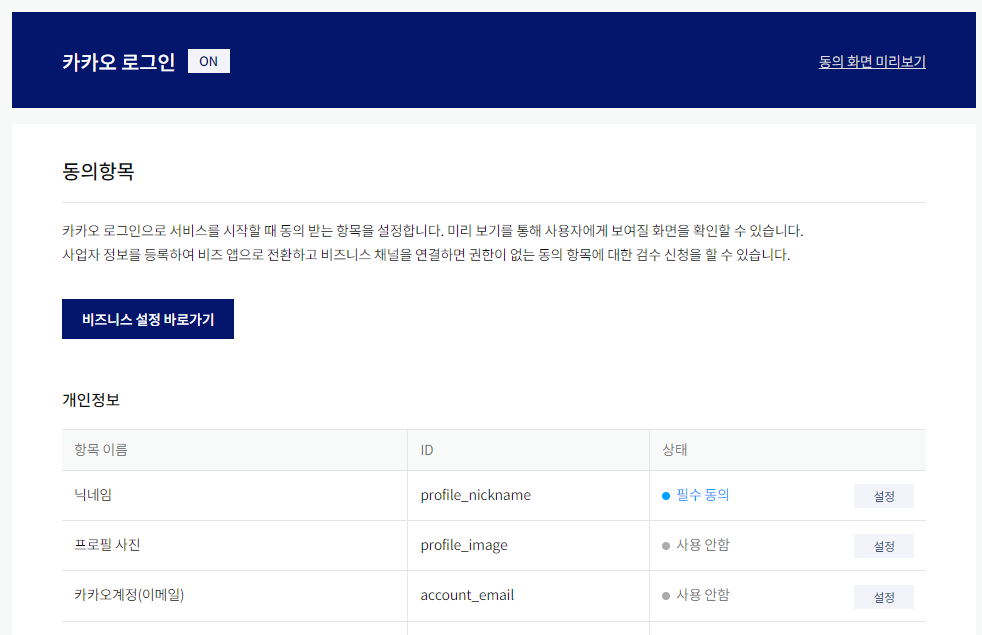 카카오 로그인 ON 동의 화면 미리보기
동의항목
카카오 로그인으로 서비스를 시작할 때 동의 받는 항목을 설정합니다. 미리 보기를 통해 사용자에게 보여질 화면을 확인할 수 있습니다.
사업자 정보를 등록하여 비즈 앱으로 전환하고 비즈니스 채널을 연결하면 권한이 없는 동의 항목에 대한 검수 신청을 할 수 있습니다.
비즈니스 설정 바로가기
개인정보
항목 이름 ID 상태
닉네임 profile_nickname 필수 동의 설정
프로필 사진 profile_image 사용 안함 설정
카카오계정(이메일) account_email 사용 안함 설정